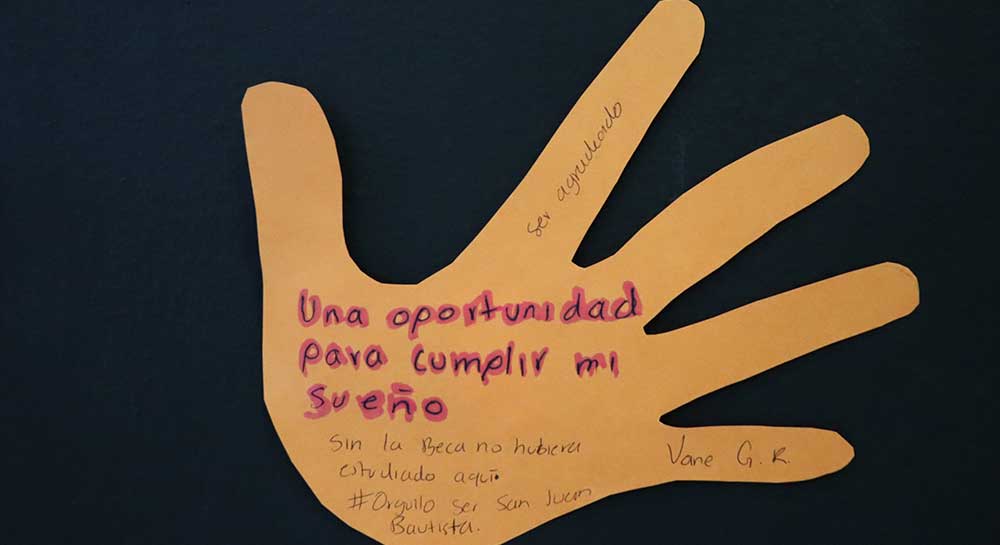 Ser agradecido
Una oportunidad
para cumplir mi
sueño
Sin la Beca no hubiera
estudiado aquí.
#Orgullo ser San Juan
Bautista.
Vane G. R.